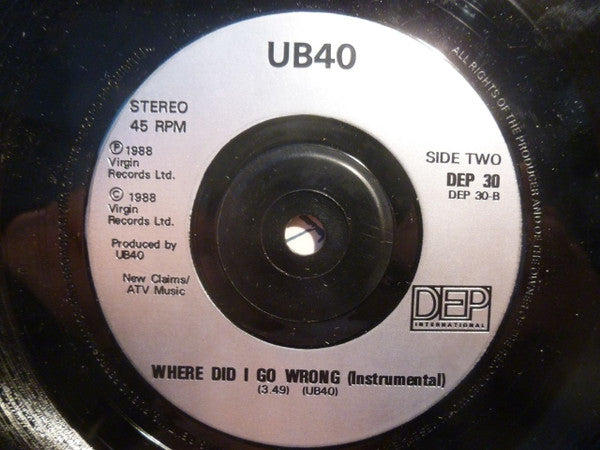 UB40
STEREO
45 RPM
℗ 1988
Virgin
Records Ltd.
© 1988
Virgin
Records Ltd.
Produced by
UB40
New Claims/
ATV Music
SIDE TWO
DEP 30
DEP 30-B
DEP
INTERNATIONAL
WHERE DID I GO WRONG (Instrumental)
(3.49) (UB40)
ALL RIGHTS OF THE PRODUCER AND OF THE OWNER OF